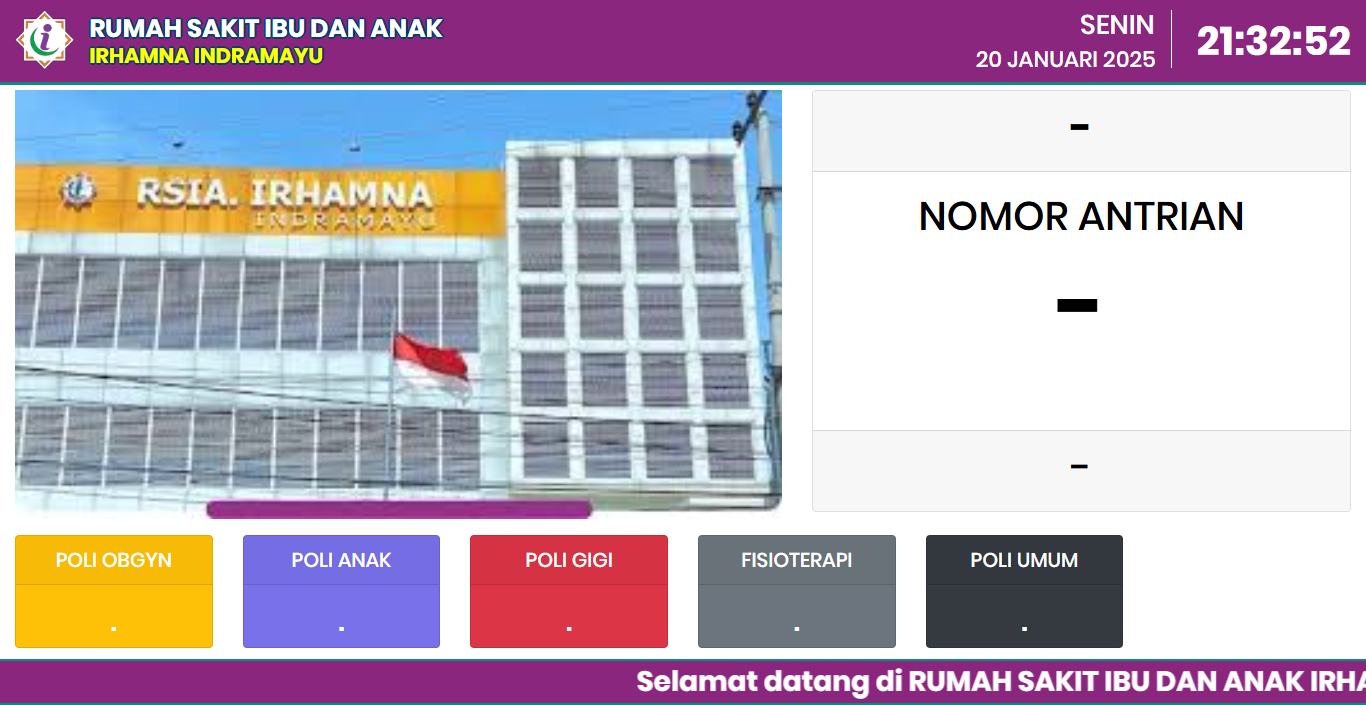 RUMAH SAKIT IBU DAN ANAK
IRHAMNA INDRAMAYU
SENIN
20 JANUARI 2025
21:32:52
RSIA. IRHAMNA
INDRAMAYU
-
NOMOR ANTRIAN
-
-
POLI OBGYN
.
POLI ANAK
.
POLI GIGI
.
FISIOTERAPI
.
POLI UMUM
.
Selamat datang di RUMAH SAKIT IBU DAN ANAK IRHA